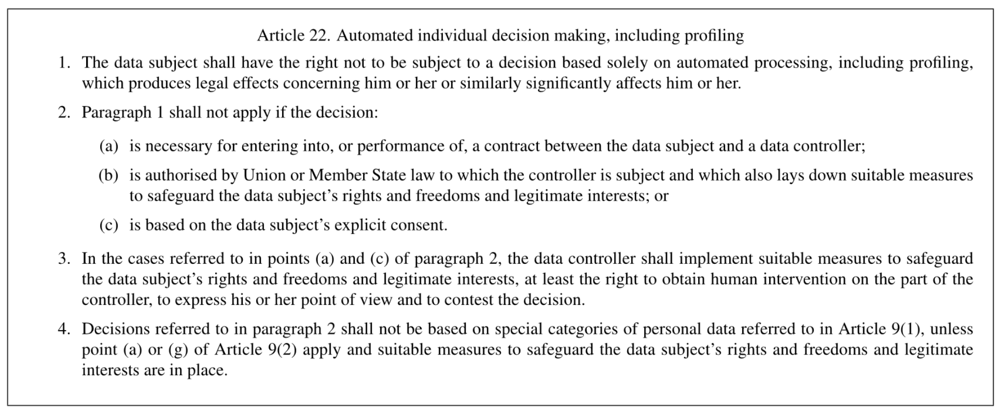 Article 22. Automated individual decision making, including profiling
1. The data subject shall have the right not to be subject to a decision based solely on automated processing, including profiling,
which produces legal effects concerning him or her or similarly significantly affects him or her.
2. Paragraph 1 shall not apply if the decision:
(a) is necessary for entering into, or performance of, a contract between the data subject and a data controller;
(b) is authorised by Union or Member State law to which the controller is subject and which also lays down suitable measures
to safeguard the data subject’s rights and freedoms and legitimate interests; or
(c) is based on the data subject’s explicit consent.
3. In the cases referred to in points (a) and (c) of paragraph 2, the data controller shall implement suitable measures to safeguard
the data subject’s rights and freedoms and legitimate interests, at least the right to obtain human intervention on the part of the
controller, to express his or her point of view and to contest the decision.
4. Decisions referred to in paragraph 2 shall not be based on special categories of personal data referred to in Article 9(1), unless
point (a) or (g) of Article 9(2) apply and suitable measures to safeguard the data subject’s rights and freedoms and legitimate
interests are in place.